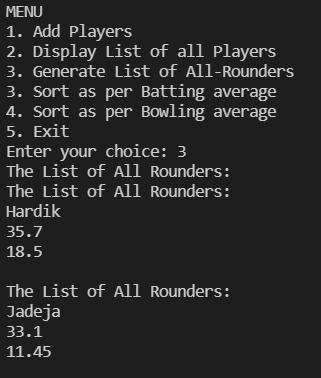 MENU
1. Add Players
2. Display List of all Players
3. Generate List of All-Rounders
3. Sort as per Batting average
4. Sort as per Bowling average
5. Exit
Enter your choice: 3
The List of All Rounders:
The List of All Rounders:
Hardik
35.7
18.5
The List of All Rounders:
Jadeja
33.1
11.45